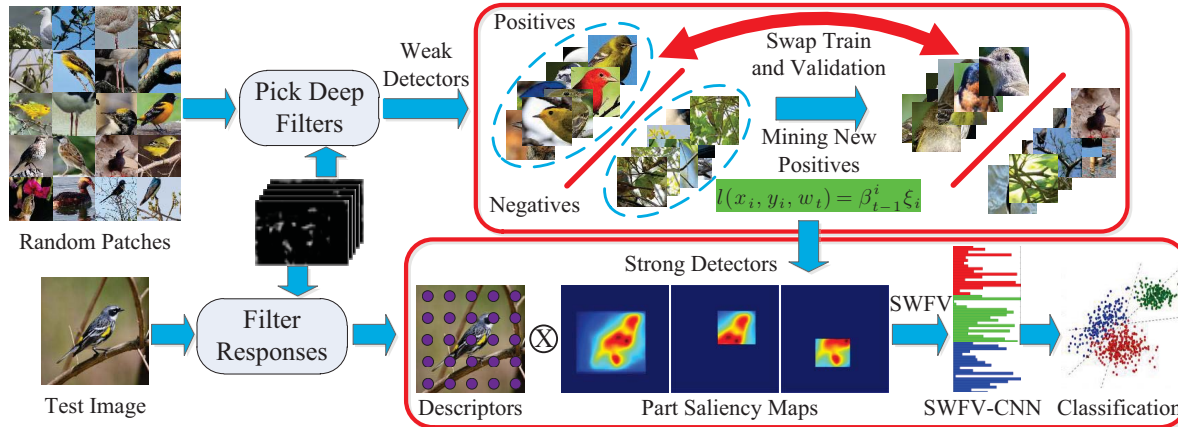 Random Patches
Pick Deep
Filters
Weak
Detectors
Positives
Negatives
Swap Train
and Validation
Mining New
Positives
l(x_i, y_i, w_t) = β^i_{t−1} ξ_i
Test Image
Filter
Responses
Strong Detectors
Descriptors
⊗
Part Saliency Maps
SWFV
SWFV-CNN
Classification